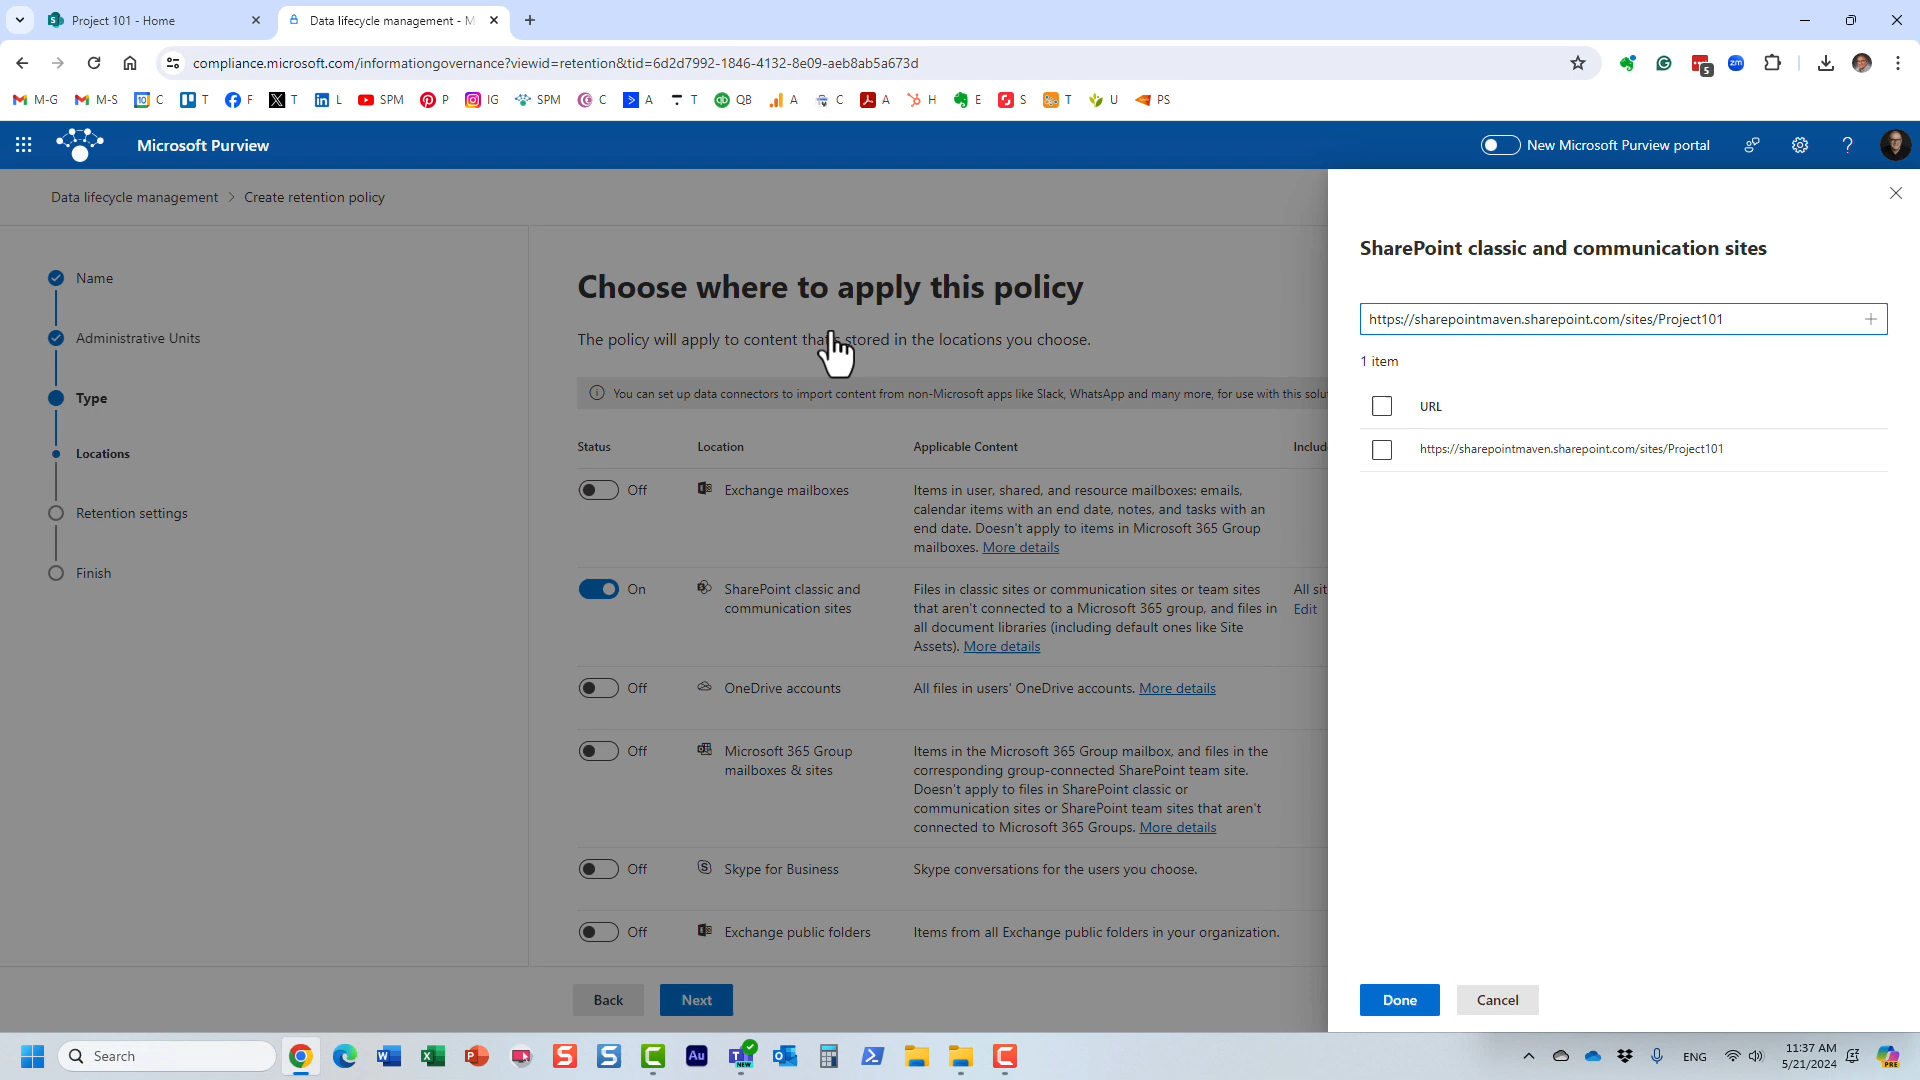 Project 101 - Home
Data lifecycle management - M
compliance.microsoft.com/informationgovernance?viewid=retention&tid=6d2d7992-1846-4132-8e09-aeb8ab5a673d
5
zm
M-G
M-S
10
C
T
F
T
L
SPM
P
IG
SPM
C
A
T
QB
A
C
A
H
E
S
T
U
PS
Microsoft Purview
New Microsoft Purview portal
Data lifecycle management > Create retention policy
Name
Administrative Units
Type
Locations
Retention settings
Finish
Choose where to apply this policy
The policy will apply to content that's stored in the locations you choose.
You can set up data connectors to import content from non-Microsoft apps like Slack, WhatsApp and many more, for use with this solu
Status
Location
Applicable Content
Includ
Off
Exchange mailboxes
Items in user, shared, and resource mailboxes: emails,
calendar items with an end date, notes, and tasks with an
end date. Doesn't apply to items in Microsoft 365 Group
mailboxes. More details
On
SharePoint classic and
communication sites
Files in classic sites or communication sites or team sites
that aren't connected to a Microsoft 365 group, and files in
all document libraries (including default ones like Site
Assets). More details
All sit
Edit
Off
OneDrive accounts
All files in users' OneDrive accounts. More details
Off
Microsoft 365 Group
mailboxes & sites
Items in the Microsoft 365 Group mailbox, and files in the
corresponding group-connected SharePoint team site.
Doesn't apply to files in SharePoint classic or
communication sites or SharePoint team sites that aren't
connected to Microsoft 365 Groups. More details
Off
Skype for Business
Skype conversations for the users you choose.
Off
Exchange public folders
Items from all Exchange public folders in your organization.
Back
Next
SharePoint classic and communication sites
https://sharepointmaven.sharepoint.com/sites/Project101
1 item
URL
https://sharepointmaven.sharepoint.com/sites/Project101
Done
Cancel
Search
Au
NEW
ENG
11:37 AM
5/21/2024
PRE